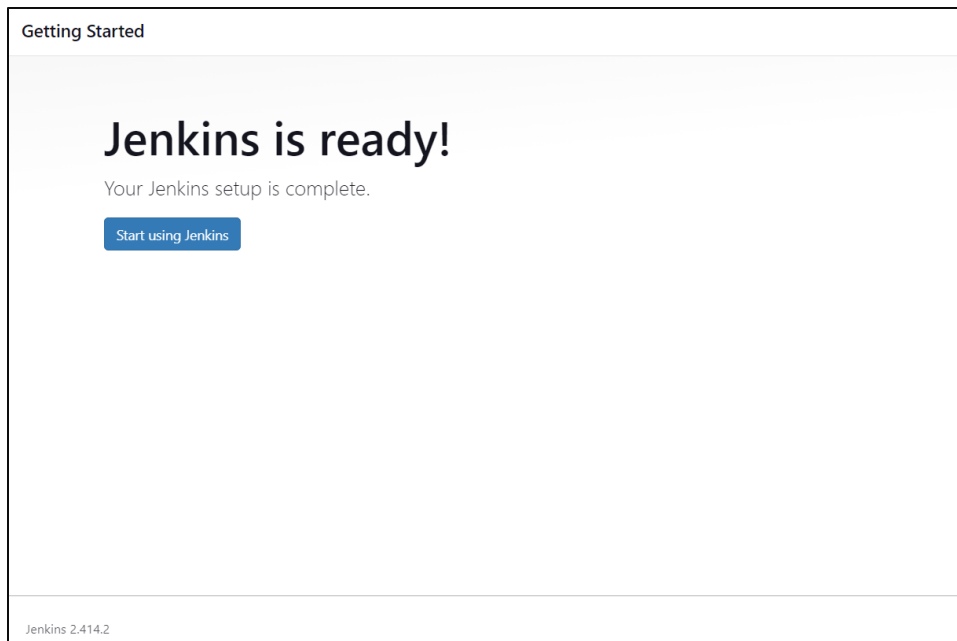 Getting Started
Jenkins is ready!
Your Jenkins setup is complete.
Start using Jenkins
Jenkins 2.414.2